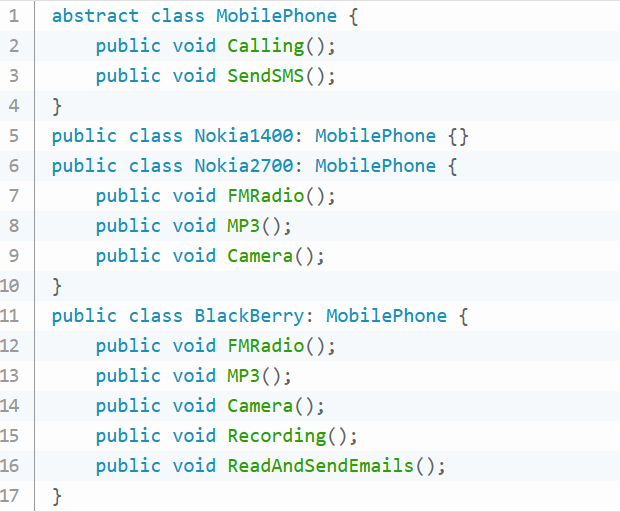 1 abstract class MobilePhone {
2     public void Calling();
3     public void SendSMS();
4 }
5 public class Nokia1400: MobilePhone {}
6 public class Nokia2700: MobilePhone {
7     public void FMRadio();
8     public void MP3();
9     public void Camera();
10 }
11 public class BlackBerry: MobilePhone {
12     public void FMRadio();
13     public void MP3();
14     public void Camera();
15     public void Recording();
16     public void ReadAndSendEmails();
17 }